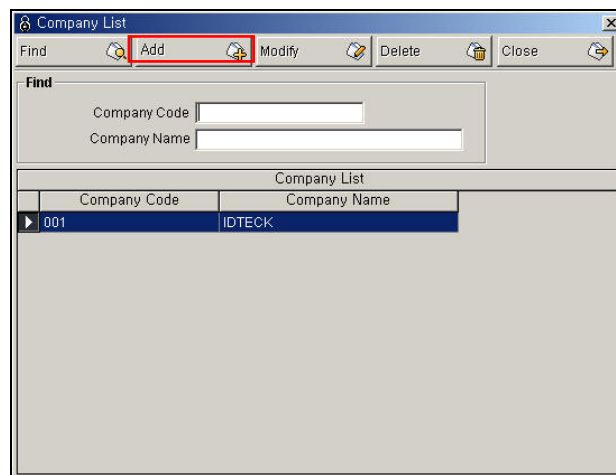 Company List
Find Add Modify Delete Close
Find
Company Code
Company Name
Company List
Company Code Company Name
001 IDTECK